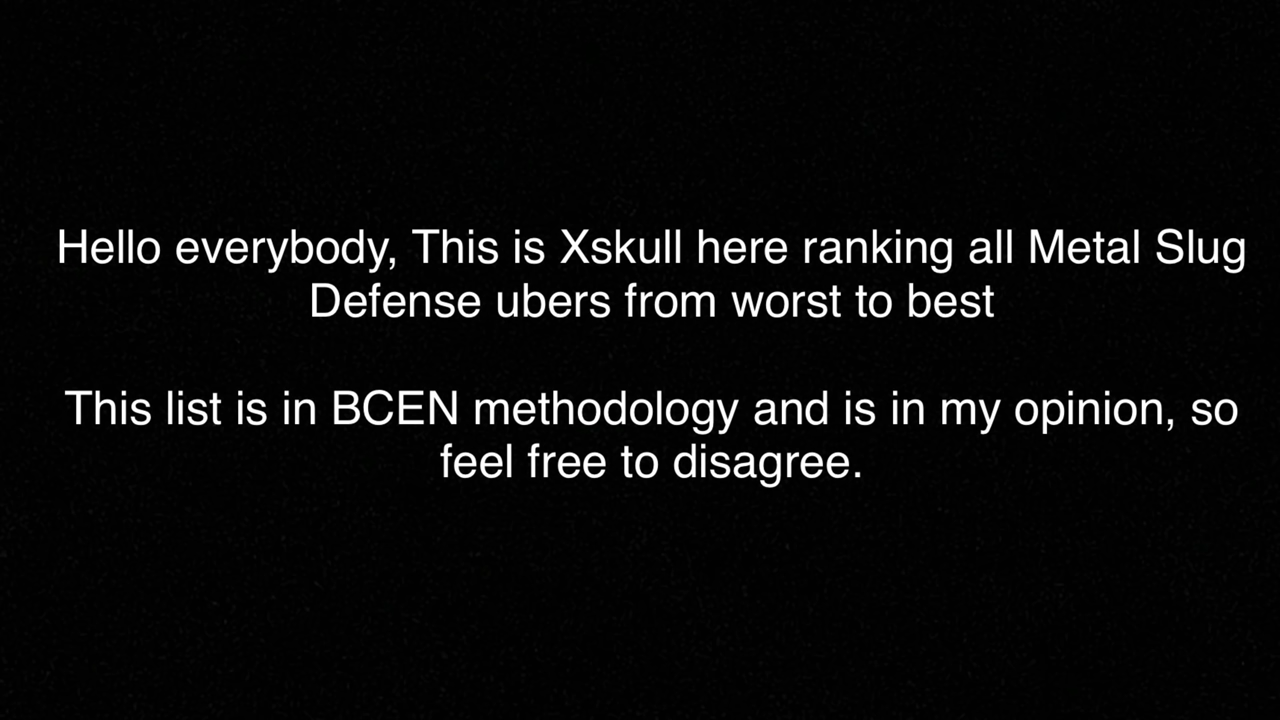 Hello everybody, This is Xskull here ranking all Metal Slug
Defense ubers from worst to best
This list is in BCEN methodology and is in my opinion, so
feel free to disagree.